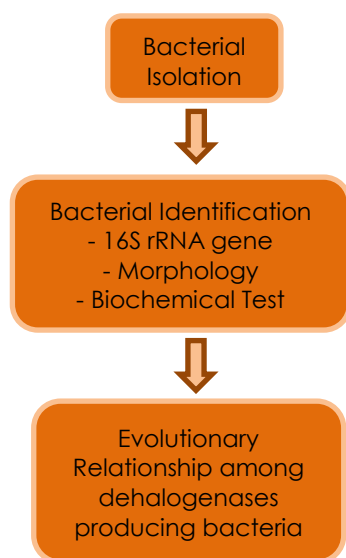 Bacterial
Isolation
Bacterial Identification
- 16S rRNA gene
- Morphology
- Biochemical Test
Evolutionary
Relationship among
dehalogenases
producing bacteria